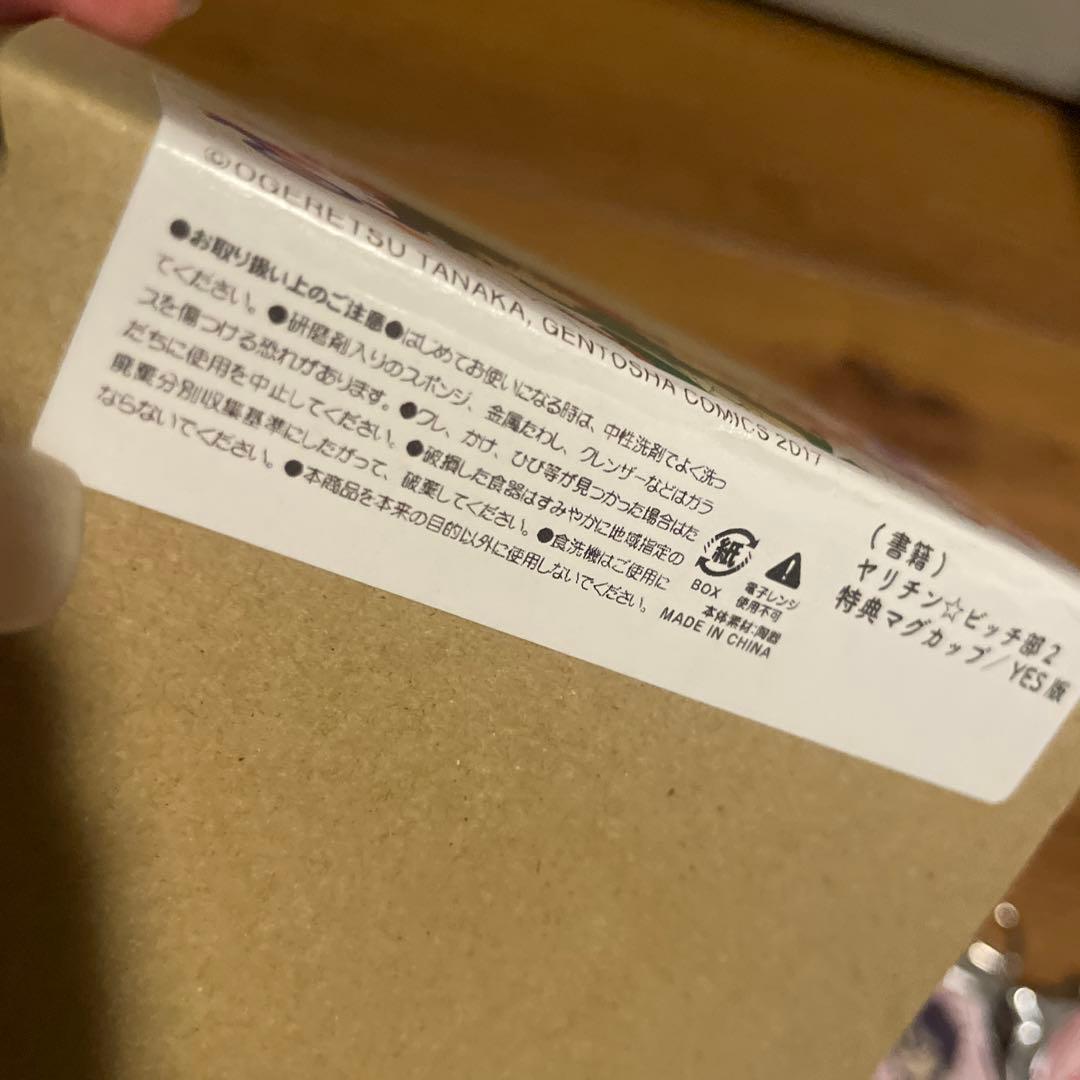 ©OGERETSU TANAKA, GENTOSHA COMICS 2017
●お取り扱い上のご注意●はじめてお使いになる時は、中性洗剤でよく洗っ
てください。●研磨剤入りのスポンジ、金属たわし、クレンザーなどはガラ
スを傷つける恐れがあります。●ワレ、かけ、ひび等が見つかった場合はた
だちに使用を中止してください。●破損した食器はすみやかに地域指定の
廃棄分別収集基準にしたがって、破棄してください。●食洗機はご使用に
ならないでください。●本商品を本来の目的以外に使用しないでください。
紙
BOX
電子レンジ
使用不可
本体素材:陶器
MADE IN CHINA
(書籍)
ヤリチン☆ビッチ部2
特典マグカップ/YES版